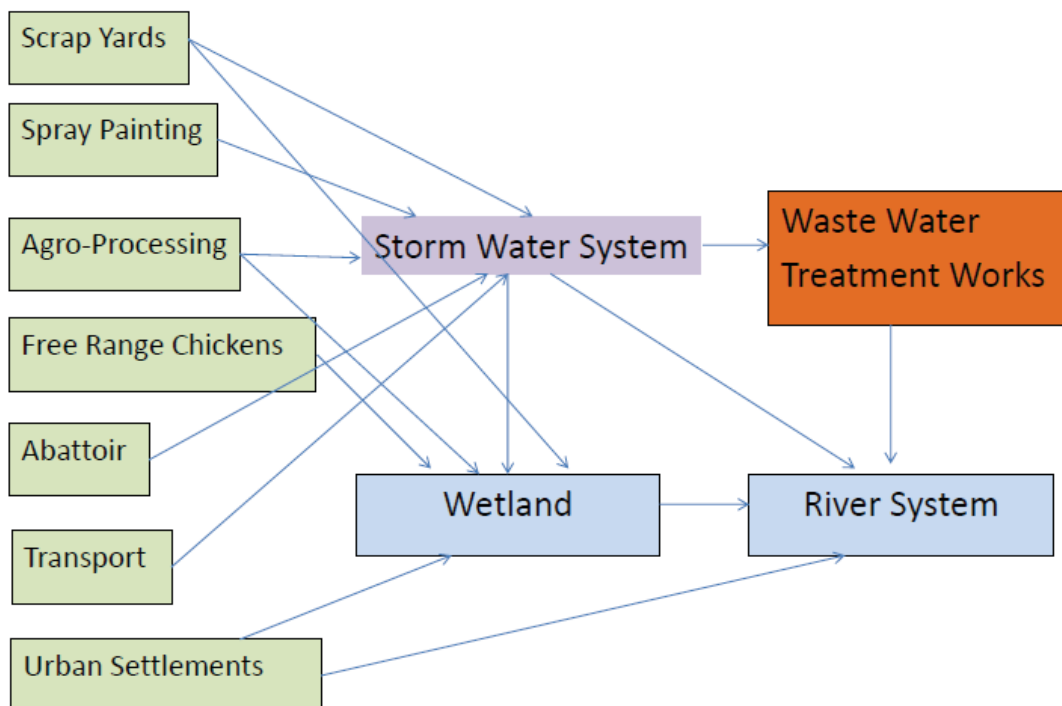 Scrap Yards
Spray Painting
Agro-Processing
Free Range Chickens
Abattoir
Transport
Urban Settlements
Storm Water System
Waste Water
Treatment Works
Wetland
River System